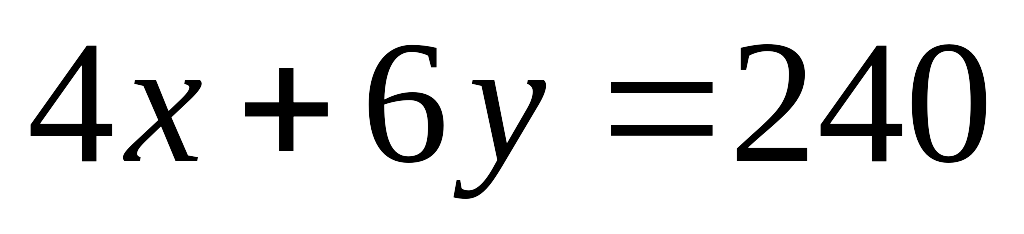 4x + 6y = 240